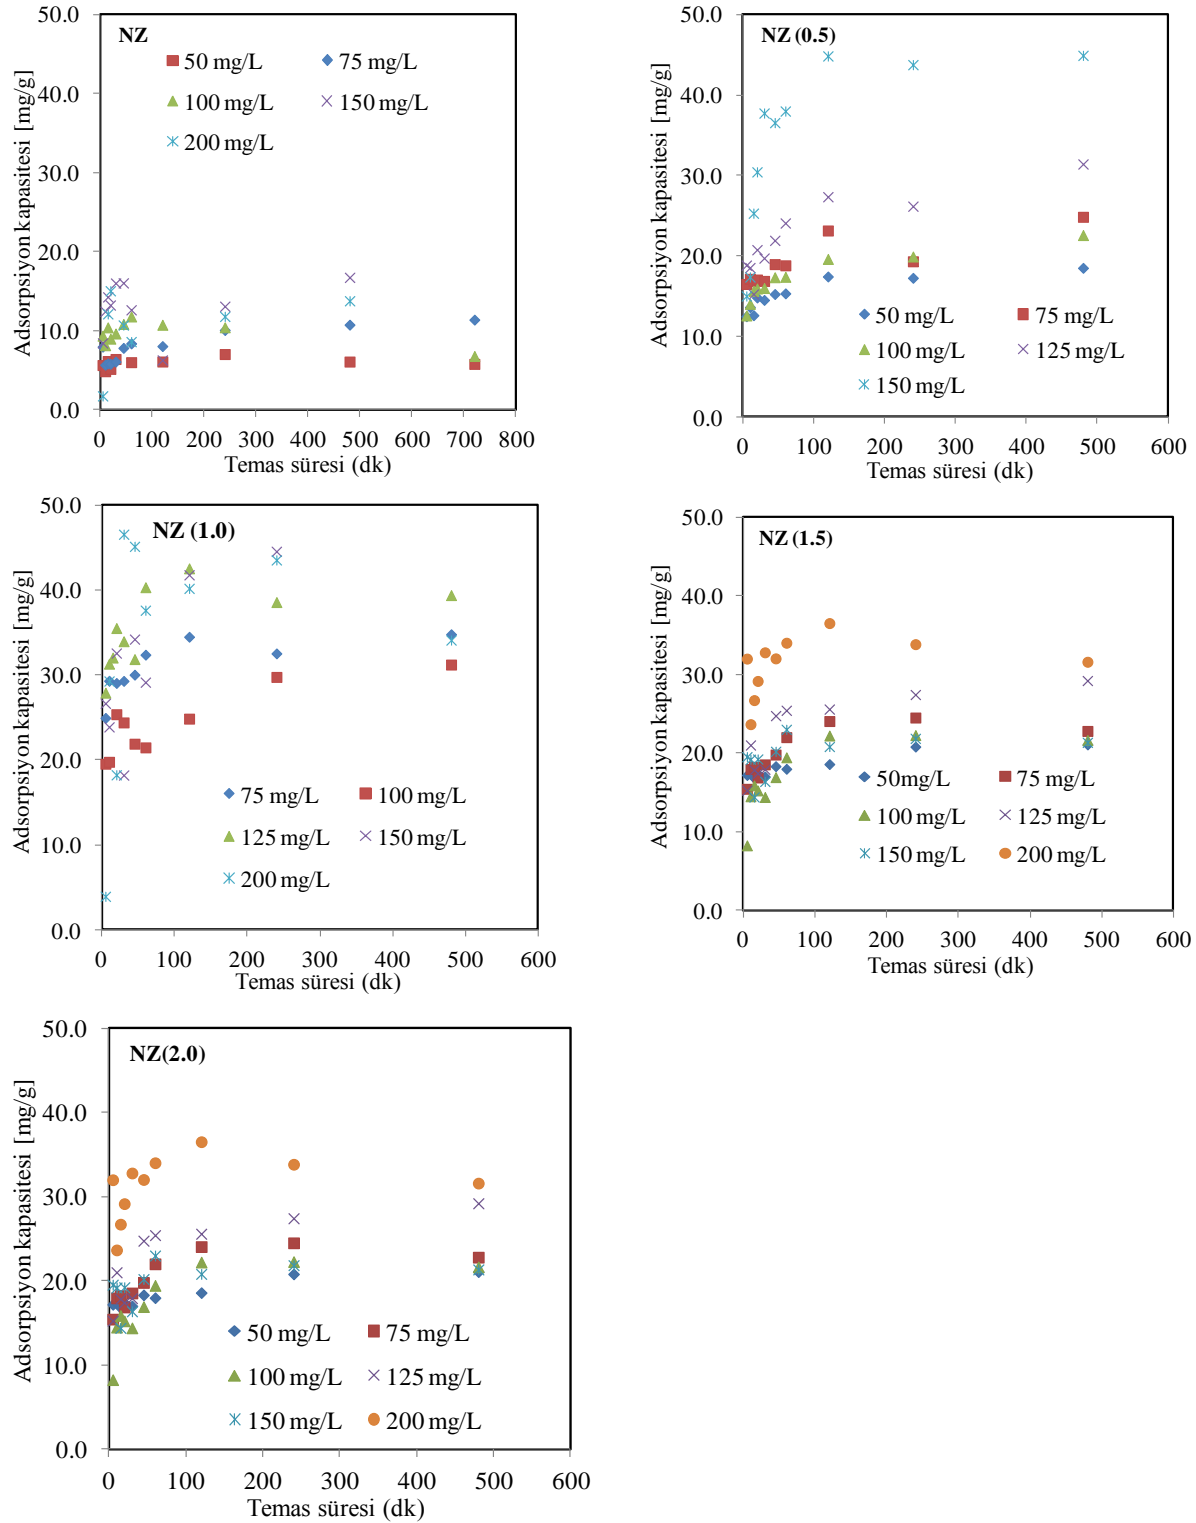 NZ
50 mg/L
75 mg/L
100 mg/L
150 mg/L
200 mg/L
Adsorpsiyon kapasitesi [mg/g]
50.0
40.0
30.0
20.0
10.0
0.0
0 100 200 300 400 500 600 700 800
Temas süresi (dk)
NZ (0.5)
50 mg/L
75 mg/L
100 mg/L
125 mg/L
150 mg/L
Adsorpsiyon kapasitesi [mg/g]
50.0
40.0
30.0
20.0
10.0
0.0
0 100 200 300 400 500 600
Temas süresi (dk)
NZ (1.0)
75 mg/L
100 mg/L
125 mg/L
150 mg/L
200 mg/L
Adsorpsiyon kapasitesi [mg/g]
50.0
40.0
30.0
20.0
10.0
0.0
0 100 200 300 400 500 600
Temas süresi (dk)
NZ (1.5)
50mg/L
75 mg/L
100 mg/L
125 mg/L
150 mg/L
200 mg/L
Adsorpsiyon kapasitesi [mg/g]
50.0
40.0
30.0
20.0
10.0
0.0
0 100 200 300 400 500 600
Temas süresi (dk)
NZ(2.0)
50 mg/L
75 mg/L
100 mg/L
125 mg/L
150 mg/L
200 mg/L
Adsorpsiyon kapasitesi [mg/g]
50.0
40.0
30.0
20.0
10.0
0.0
0 100 200 300 400 500 600
Temas süresi (dk)